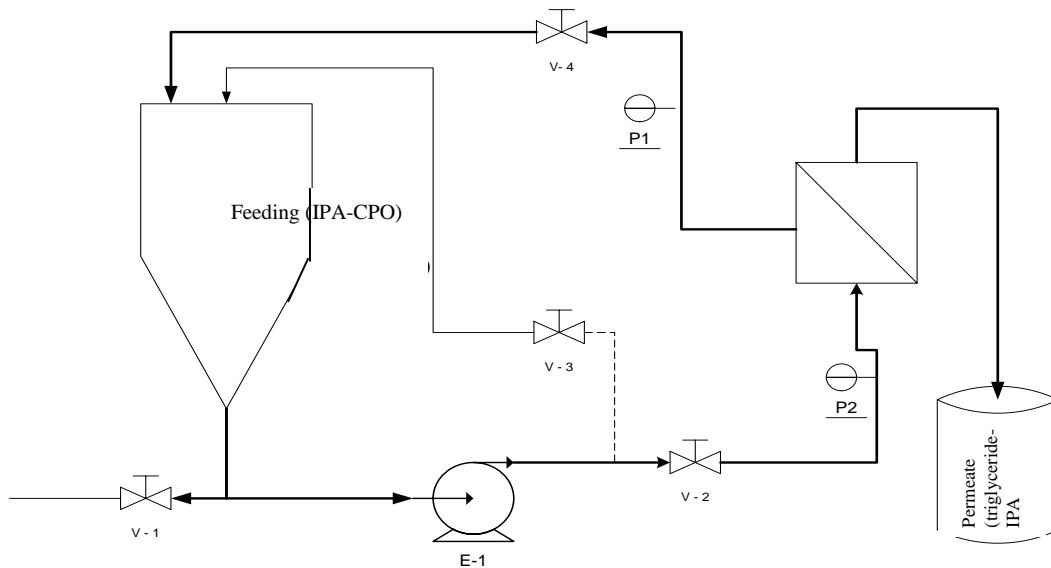 V- 4
P1
Feeding (IPA-CPO)
V - 3
P2
V - 2
V - 1
E-1
Permeate
(triglyceride-
IPA